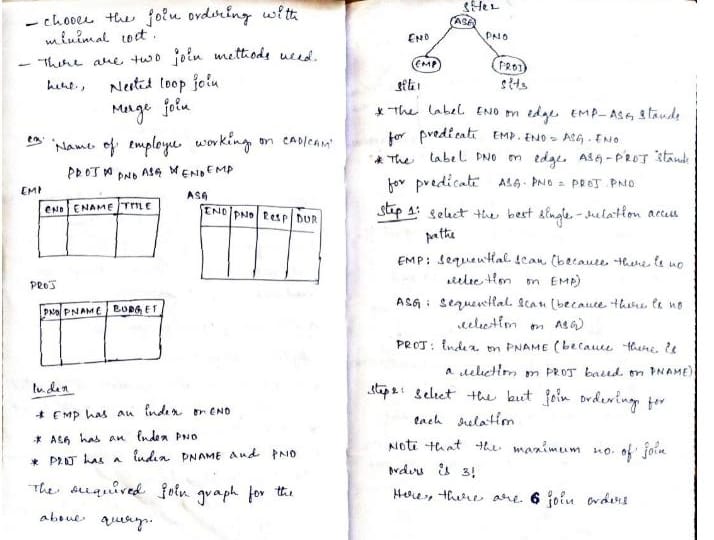 - choose the join ordering with
minimal cost.
- There are two join methods used.
here, Nested loop join
Merge join
ex: 'Name of employee working on CAD/CAM'
PROJ ⋈ PNO ASG ⋈ ENO EMP
EMP
ENO ENAME TITLE
ASG
ENO PNO RESP DUR
PROJ
PNO PNAME BUDGET
Index
* EMP has an index on ENO
* ASG has an index PNO
* PROJ has a index PNAME and PNO
The required join graph for the
above query.
Site2
ASG
ENO PNO
EMP PROJ
Site1 Site3
* The label ENO on edge EMP-ASG stands
for predicate EMP.ENO = ASG.ENO
* The label PNO on edge ASG-PROJ stands
for predicate ASG.PNO = PROJ.PNO
Step 1: Select the best single-relation access
paths
EMP: Sequential scan (because there is no
selection on EMP)
ASG: Sequential scan (because there is no
selection on ASG)
PROJ: Index on PNAME (because there is
a selection on PROJ based on PNAME)
Step 2: Select the best join ordering for
each relation
Note that the maximum no. of join
orders is 3!
Here, there are 6 join orders